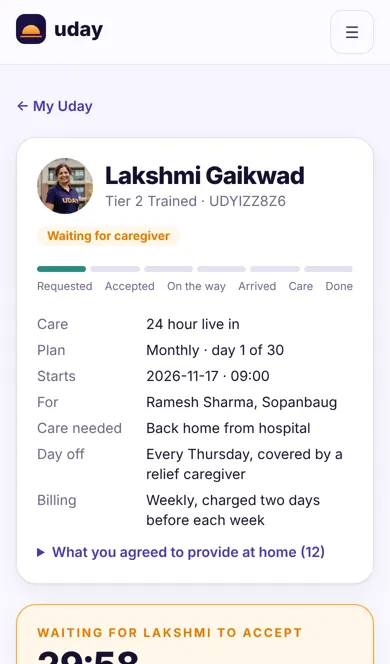 uday
☰
← My Uday
Lakshmi Gaikwad
Tier 2 Trained · UDYIZZ8Z6
UDAY
Waiting for caregiver
Requested Accepted On the way Arrived Care Done
Care 24 hour live in
Plan Monthly · day 1 of 30
Starts 2026-11-17 · 09:00
For Ramesh Sharma, Sopanbaug
Care needed Back home from hospital
Day off Every Thursday, covered by a
relief caregiver
Billing Weekly, charged two days
before each week
▶ What you agreed to provide at home (12)
WAITING FOR LAKSHMI TO ACCEPT
29:58